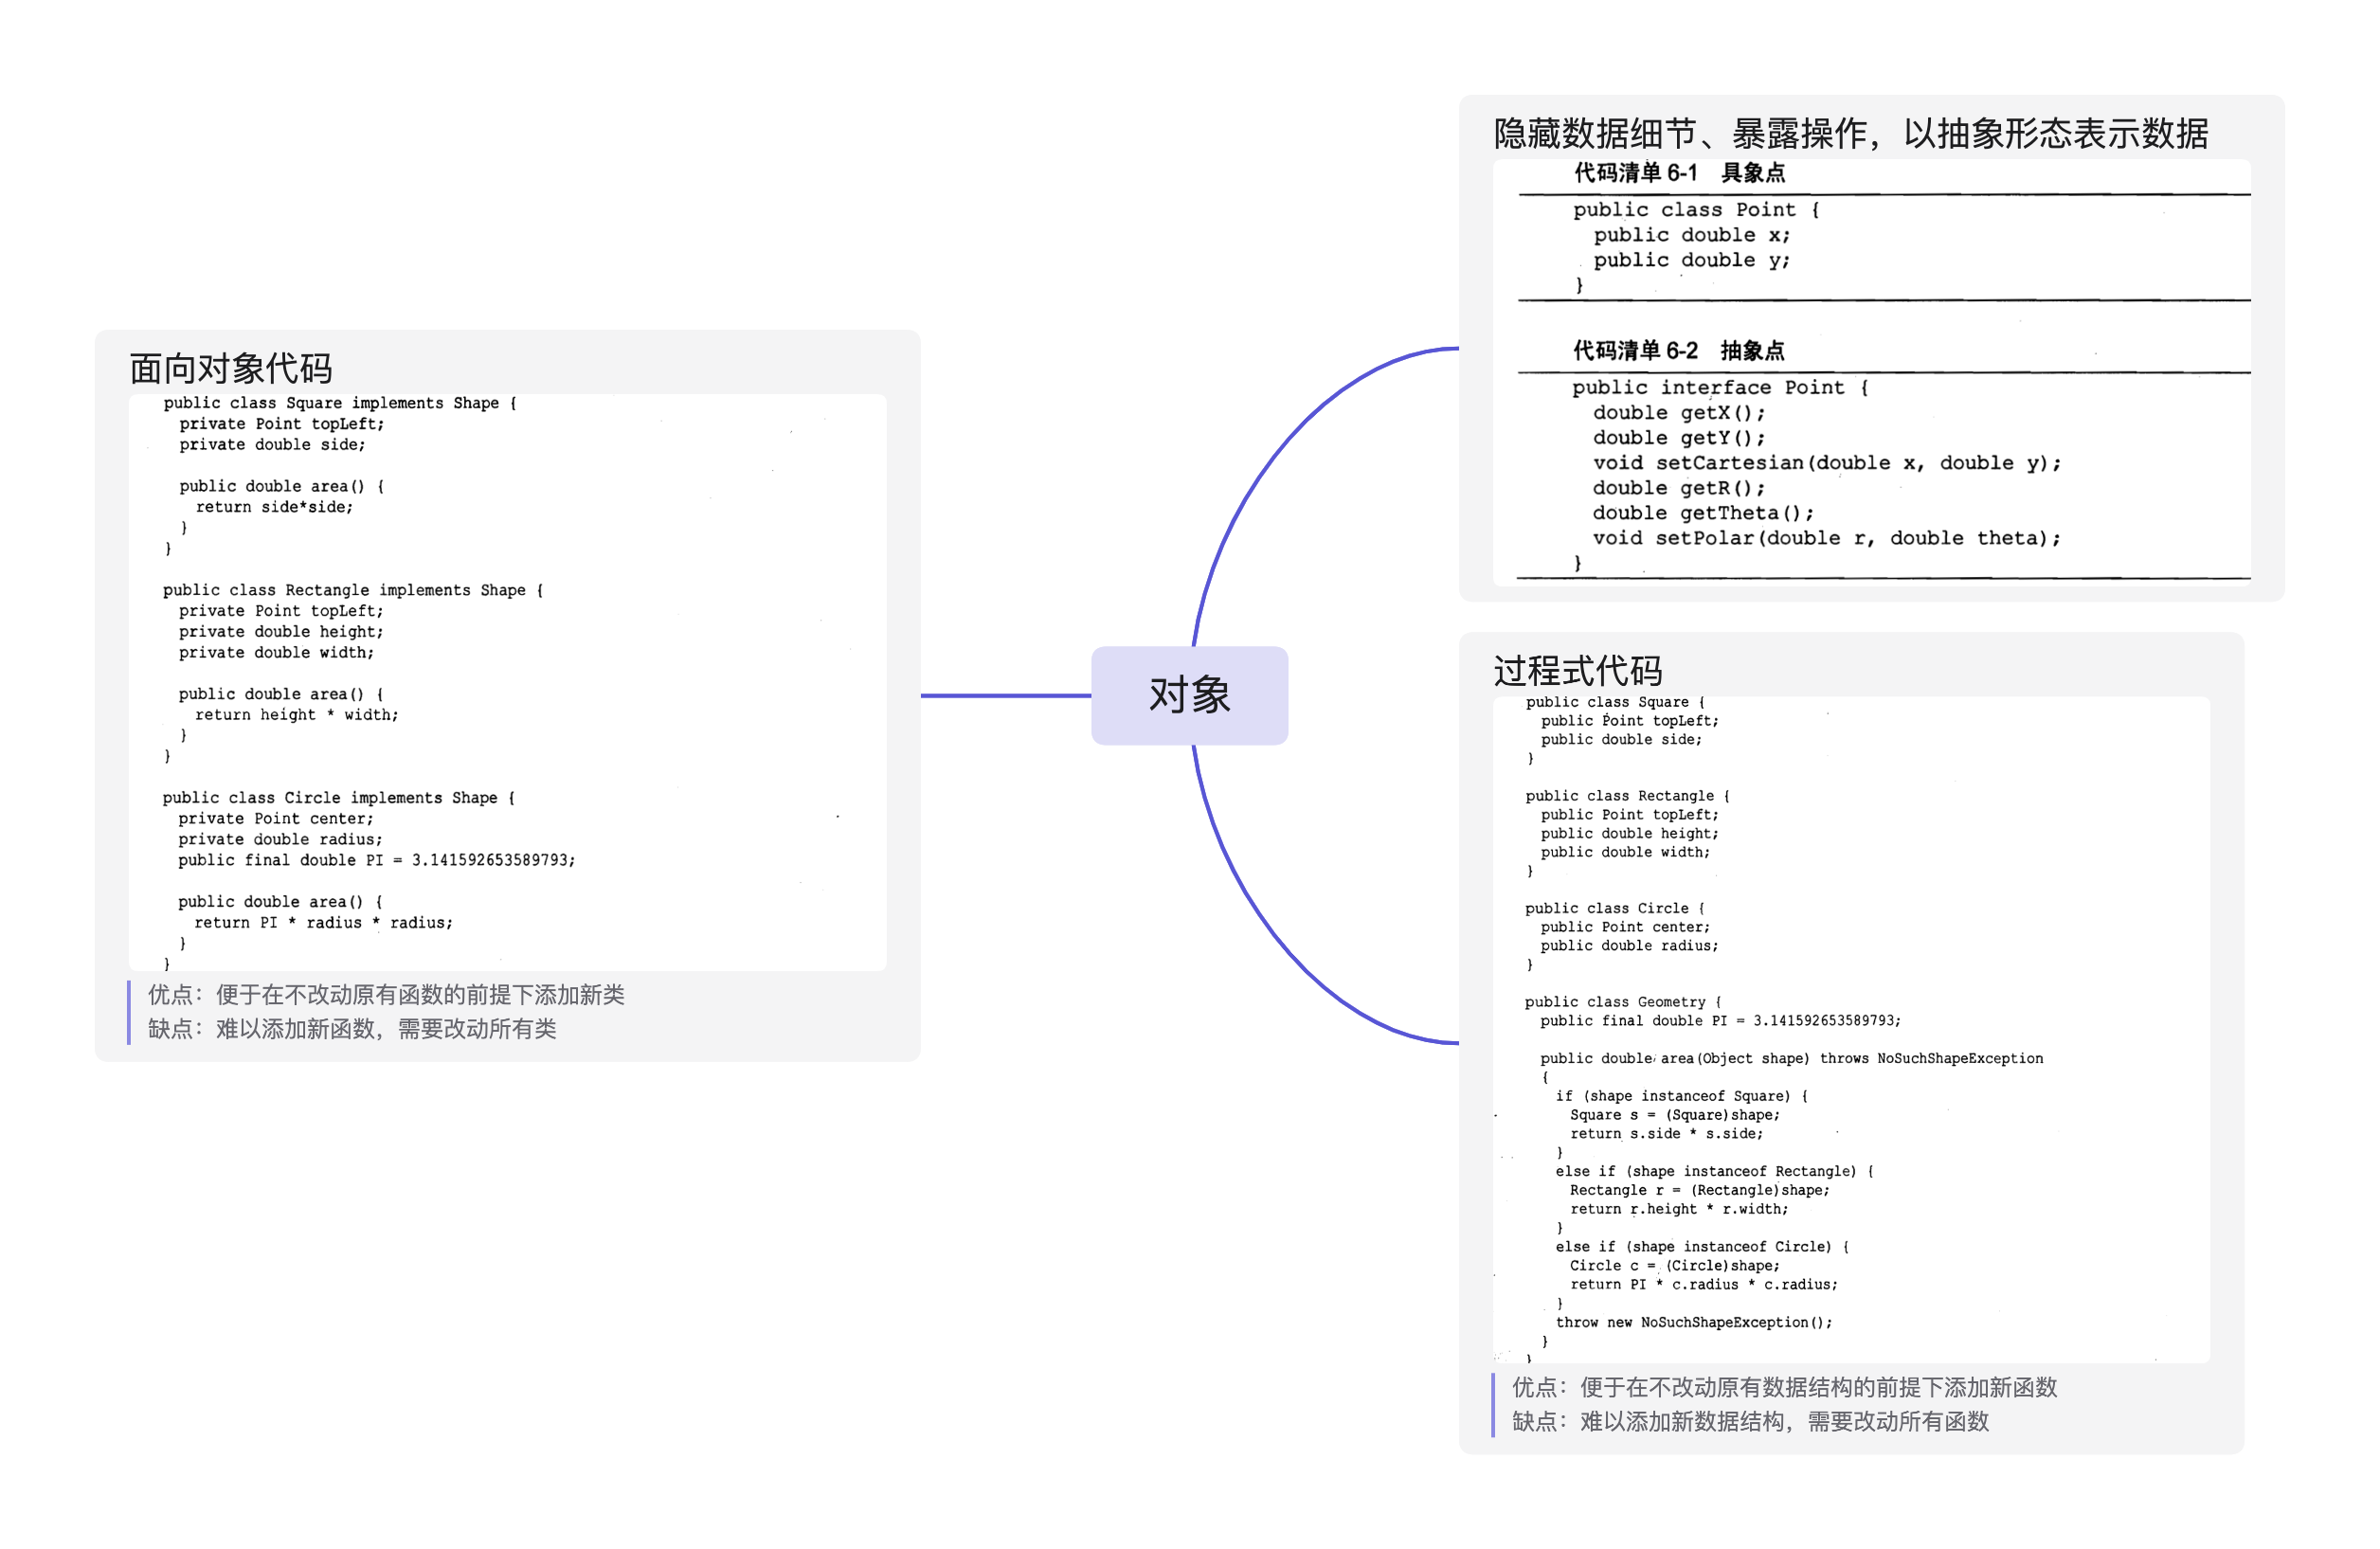 对象
隐藏数据细节、暴露操作，以抽象形态表示数据
代码清单 6-1 具象点
public class Point {
  public double x;
  public double y;
}
代码清单 6-2 抽象点
public interface Point {
  double getX();
  double getY();
  void setCartesian(double x, double y);
  double getR();
  double getTheta();
  void setPolar(double r, double theta);
}
过程式代码
public class Square {
  public Point topLeft;
  public double side;
}
public class Rectangle {
  public Point topLeft;
  public double height;
  public double width;
}
public class Circle {
  public Point center;
  public double radius;
}
public class Geometry {
  public final double PI = 3.141592653589793;
  public double area(Object shape) throws NoSuchShapeException
  {
    if (shape instanceof Square) {
      Square s = (Square)shape;
      return s.side * s.side;
    }
    else if (shape instanceof Rectangle) {
      Rectangle r = (Rectangle)shape;
      return r.height * r.width;
    }
    else if (shape instanceof Circle) {
      Circle c = (Circle)shape;
      return PI * c.radius * c.radius;
    }
    throw new NoSuchShapeException();
  }
}
优点：便于在不改动原有数据结构的前提下添加新函数
缺点：难以添加新数据结构，需要改动所有函数
面向对象代码
public class Square implements Shape {
  private Point topLeft;
  private double side;
  public double area() {
    return side*side;
  }
}
public class Rectangle implements Shape {
  private Point topLeft;
  private double height;
  private double width;
  public double area() {
    return height * width;
  }
}
public class Circle implements Shape {
  private Point center;
  private double radius;
  public final double PI = 3.141592653589793;
  public double area() {
    return PI * radius * radius;
  }
}
优点：便于在不改动原有函数的前提下添加新类
缺点：难以添加新函数，需要改动所有类